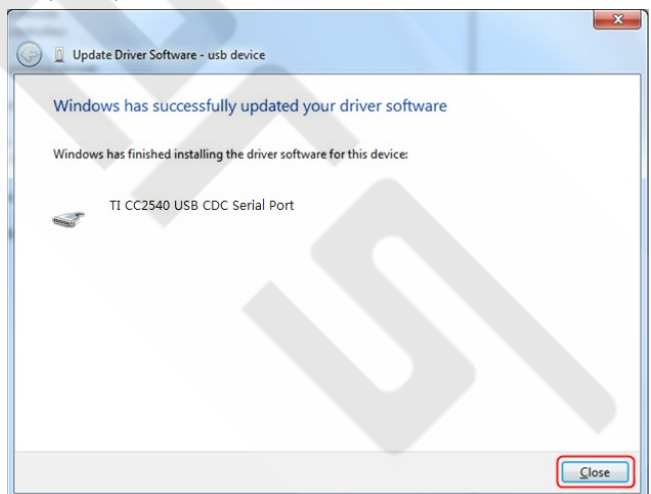 Update Driver Software - usb device
Windows has successfully updated your driver software
Windows has finished installing the driver software for this device:
TI CC2540 USB CDC Serial Port
Close